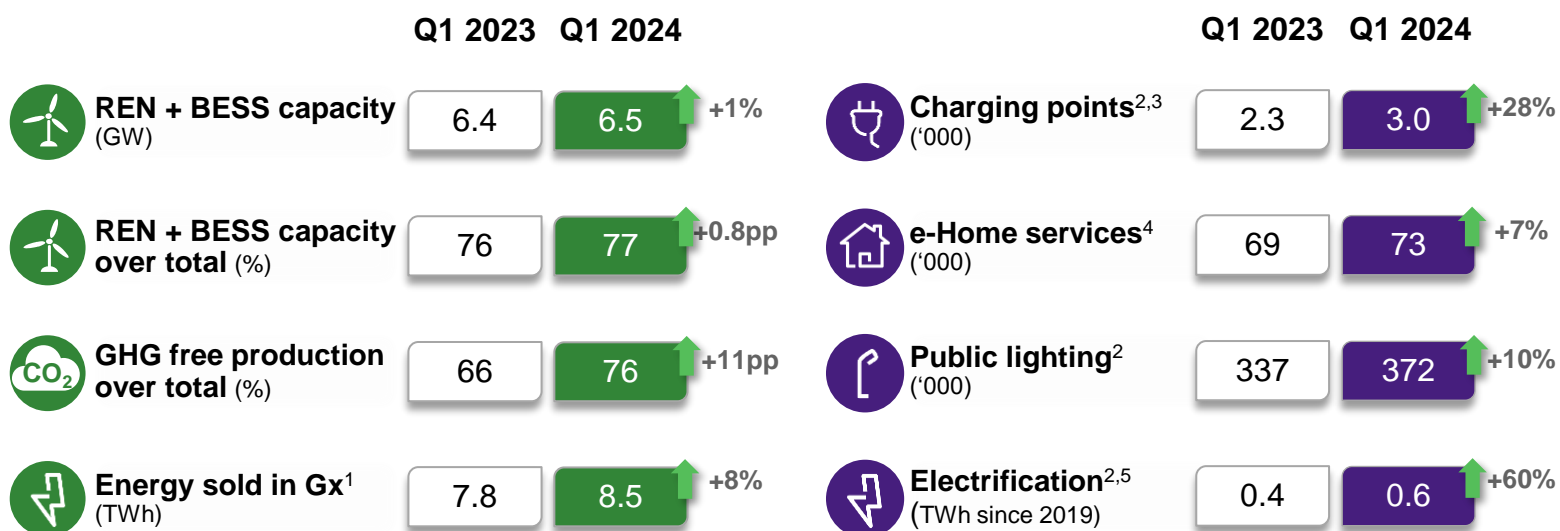 Q1 2023 Q1 2024
REN + BESS capacity
(GW)
6.4 6.5 +1%
REN + BESS capacity
over total (%)
76 77 +0.8pp
CO2
GHG free production
over total (%)
66 76 +11pp
Energy sold in Gx1
(TWh)
7.8 8.5 +8%
Q1 2023 Q1 2024
Charging points2,3
(‘000)
2.3 3.0 +28%
e-Home services4
(‘000)
69 73 +7%
Public lighting2
(‘000)
337 372 +10%
Electrification2,5
(TWh since 2019)
0.4 0.6 +60%